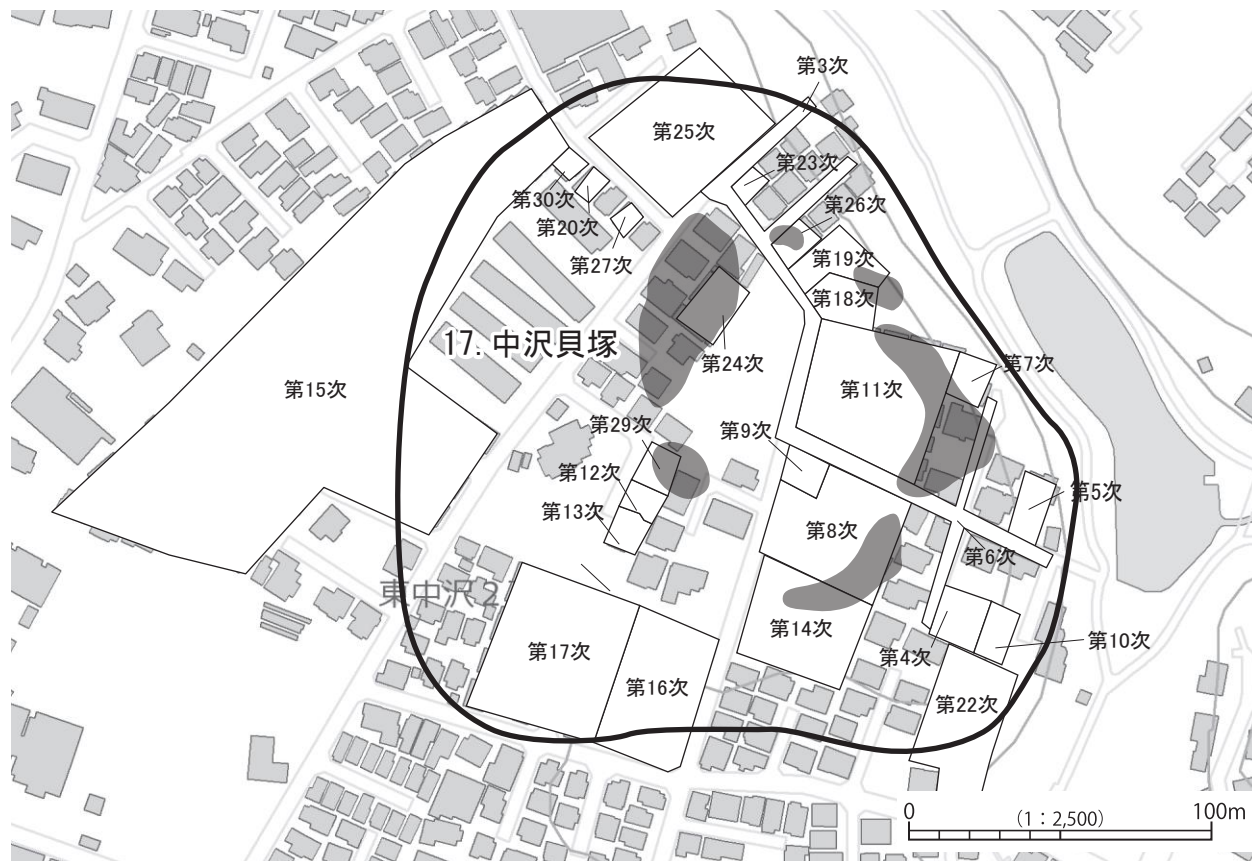 第3次
第25次
第23次
第30次
第26次
第20次
第27次
第19次
第18次
17. 中沢貝塚
第24次
第7次
第15次
第11次
第29次
第9次
第12次
第5次
第13次
第8次
第6次
東中沢2
第14次
第17次
第4次
第10次
第16次
第22次
0 (1：2,500) 100m